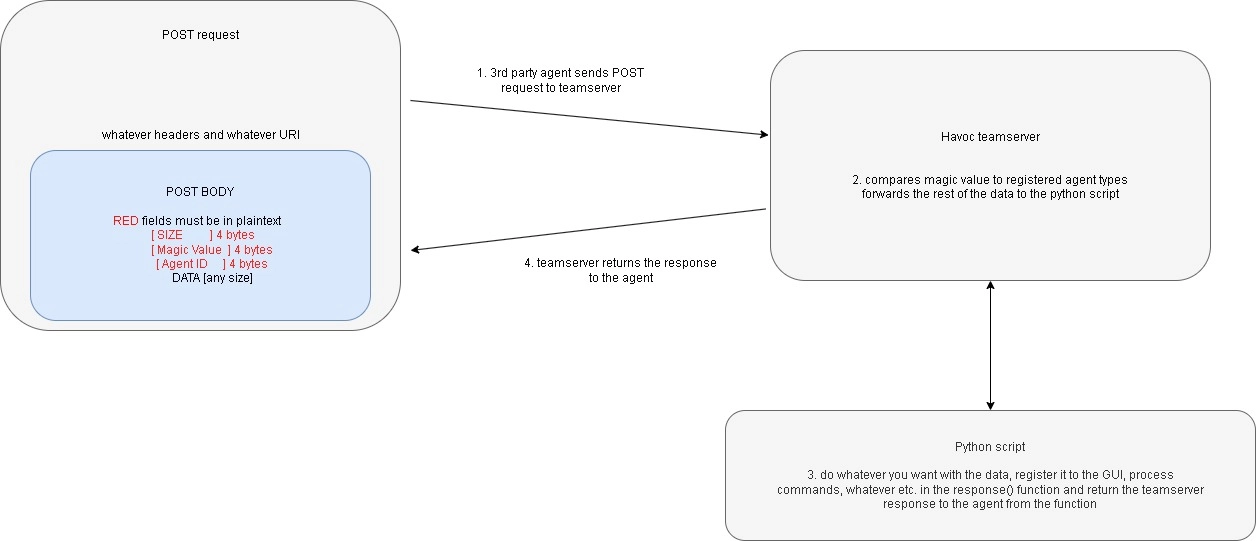 POST request
whatever headers and whatever URI
POST BODY
RED fields must be in plaintext
[ SIZE ] 4 bytes
[ Magic Value ] 4 bytes
[ Agent ID ] 4 bytes
DATA [any size]
1. 3rd party agent sends POST
request to teamserver
4. teamserver returns the response
to the agent
Havoc teamserver
2. compares magic value to registered agent types
forwards the rest of the data to the python script
Python script
3. do whatever you want with the data, register it to the GUI, process
commands, whatever etc. in the response() function and return the teamserver
response to the agent from the function